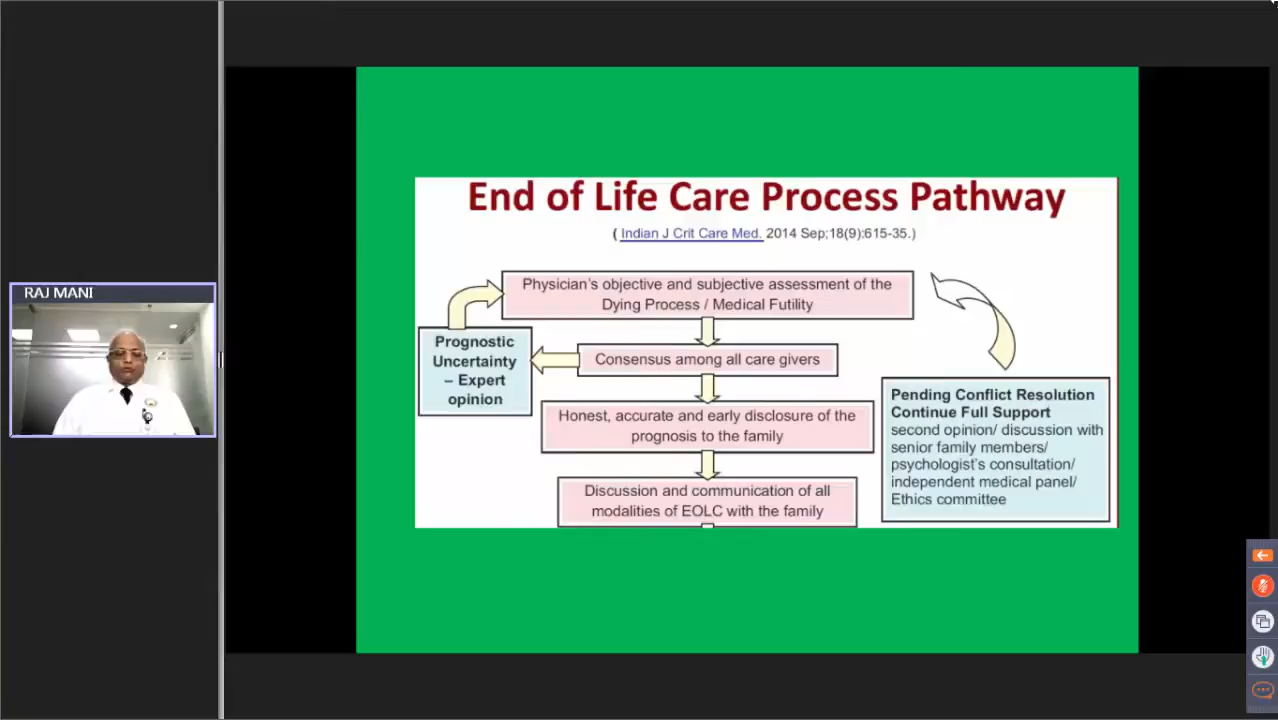 RAJ MANI
End of Life Care Process Pathway
( Indian J Crit Care Med. 2014 Sep;18(9):615-35.)
Physician's objective and subjective assessment of the
Dying Process / Medical Futility
Prognostic
Uncertainty
– Expert
opinion
Consensus among all care givers
Honest, accurate and early disclosure of the
prognosis to the family
Discussion and communication of all
modalities of EOLC with the family
Pending Conflict Resolution
Continue Full Support
second opinion/ discussion with
senior family members/
psychologist's consultation/
independent medical panel/
Ethics committee